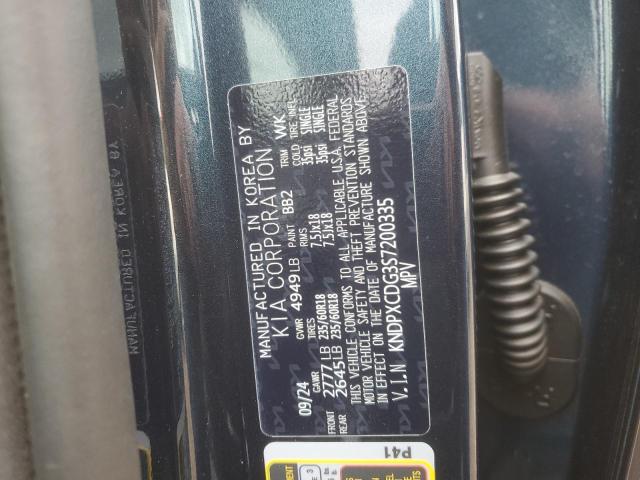 MANUFACTURED IN KOREA BY
KIA CORPORATION
09/24 GVWR 4949LB PAINT BB2 TRIM WK
GAWR TIRES RIMS COLD TIRE INFL
FRONT 2777LB 235/60R18 7.5Jx18 35psi SINGLE
REAR 2645LB 235/60R18 7.5Jx18 35psi SINGLE
THIS VEHICLE CONFORMS TO ALL APPLICABLE U.S.A. FEDERAL
MOTOR VEHICLE SAFETY AND THEFT PREVENTION STANDARDS
IN EFFECT ON THE DATE OF MANUFACTURE SHOWN ABOVE
V.I.N KNDPXCDG3S7200335
MPV
P41